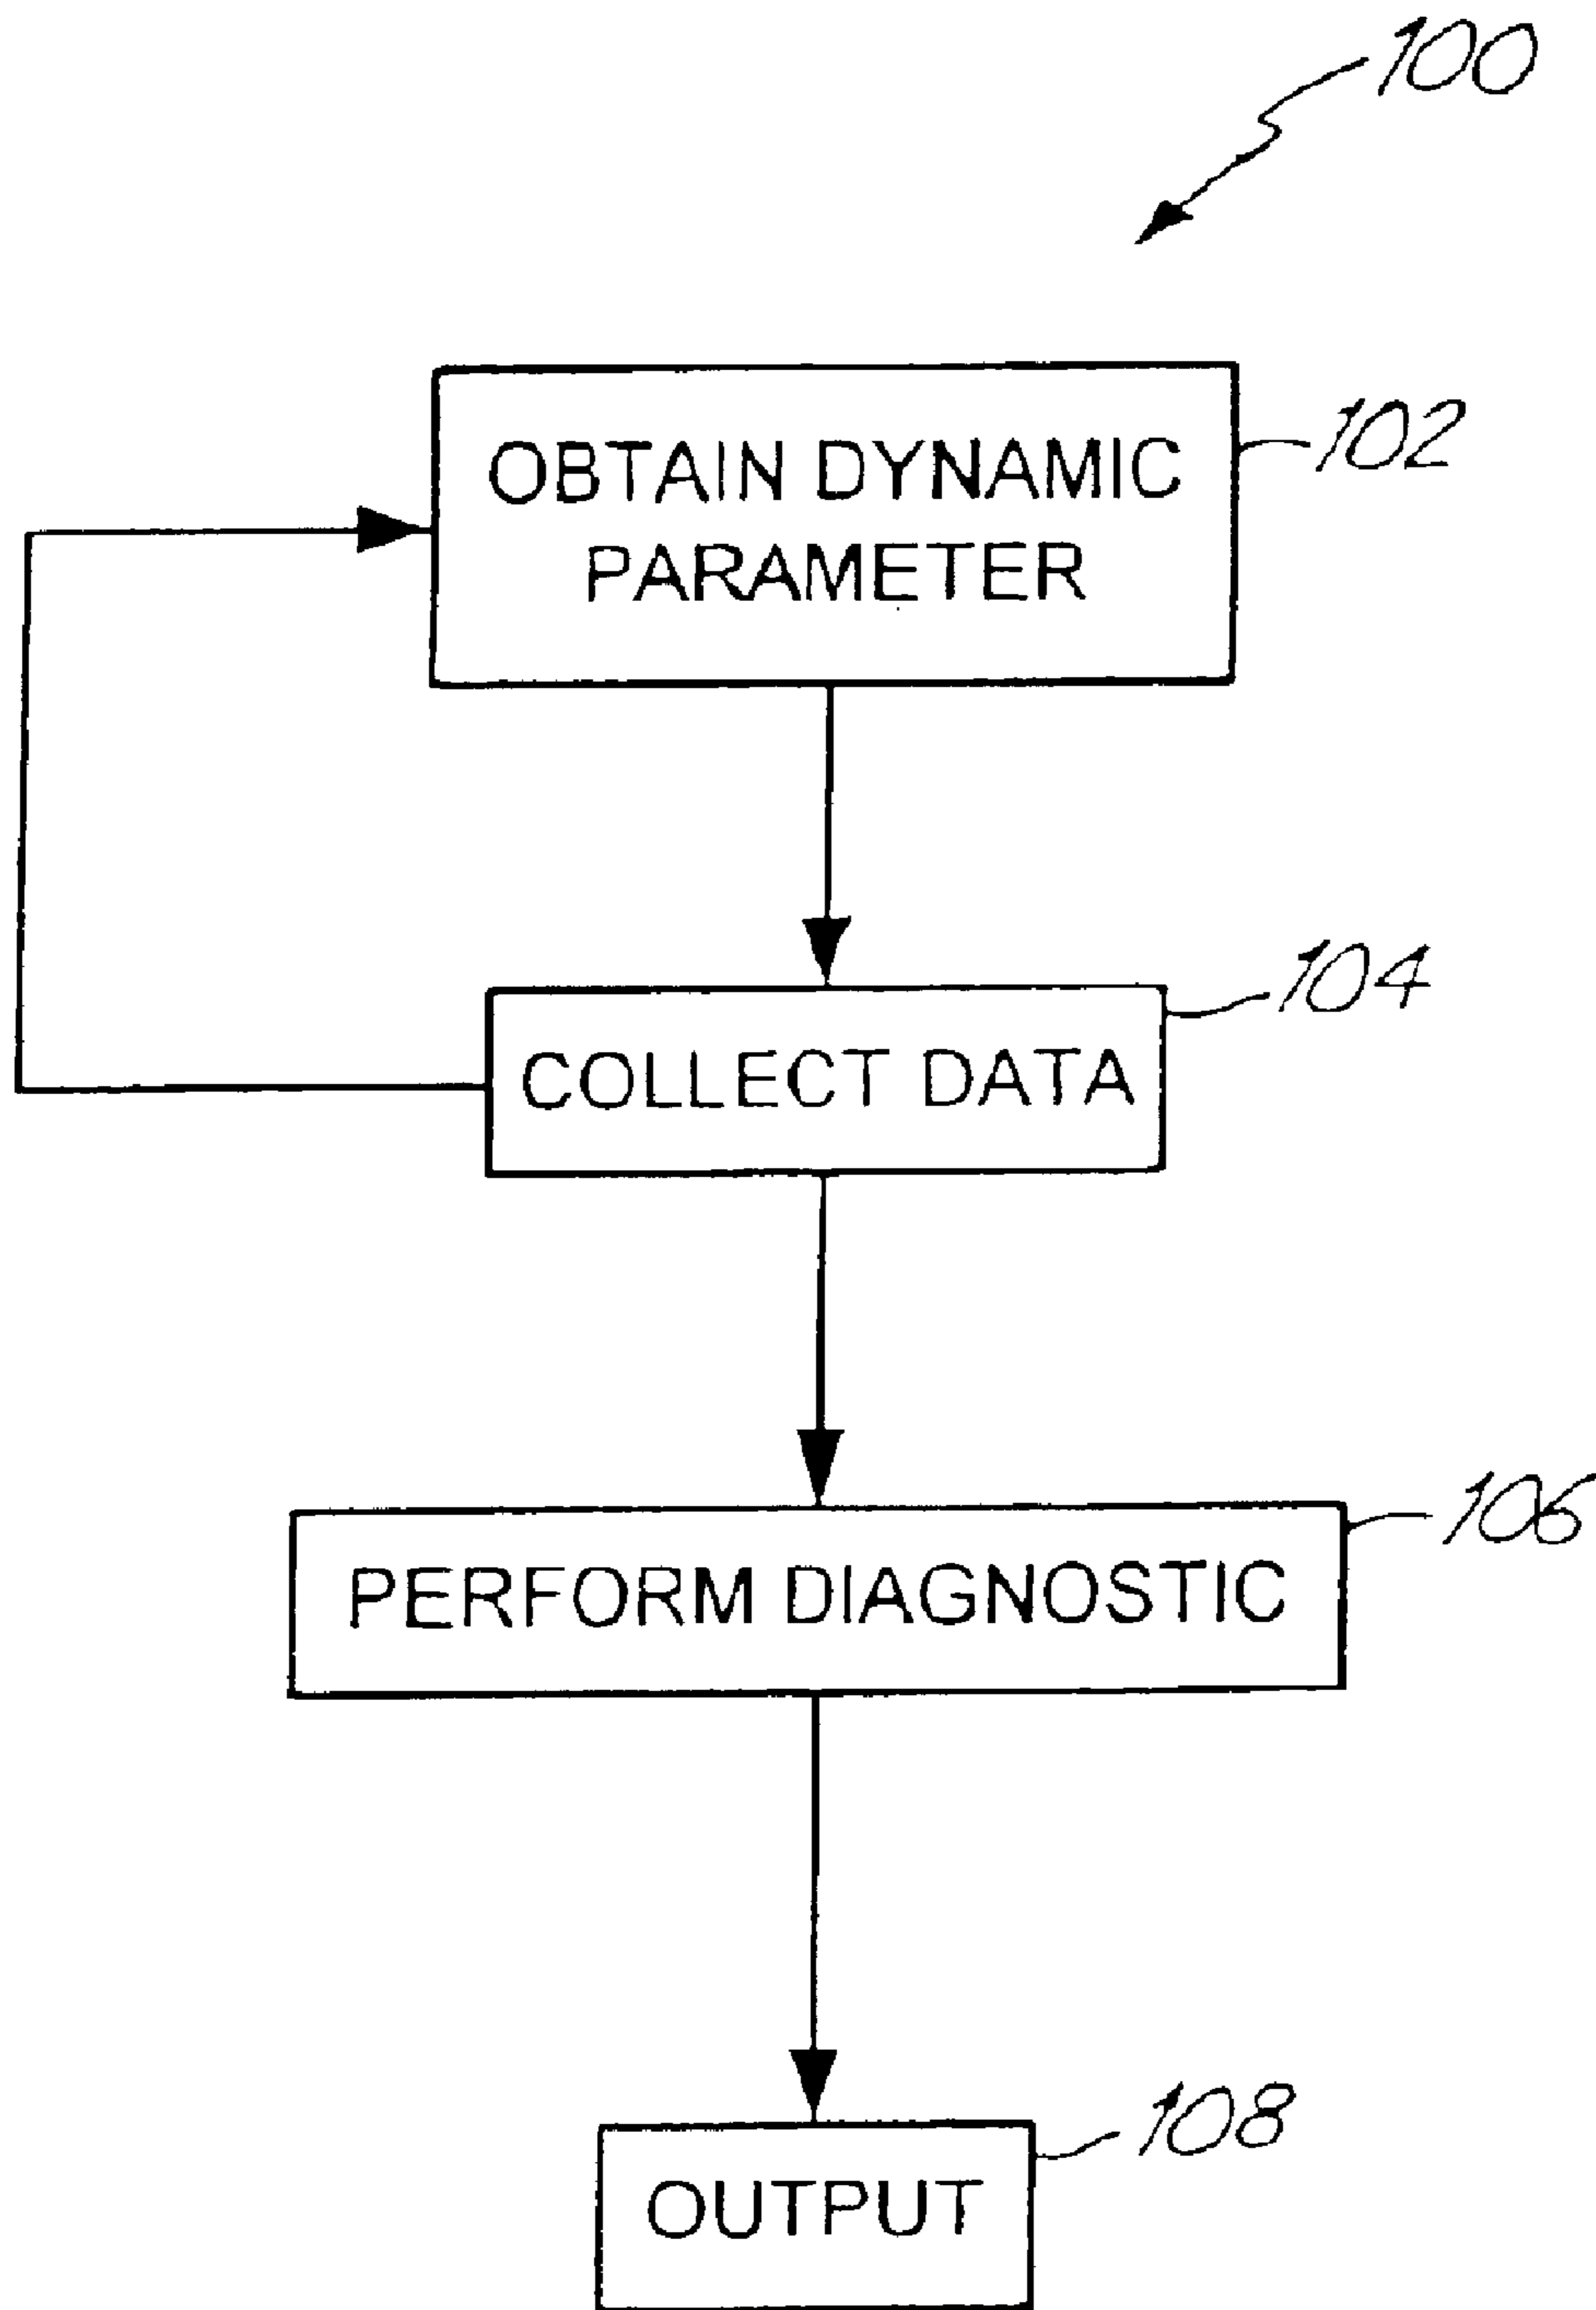 100
OBTAIN DYNAMIC
PARAMETER
102
COLLECT DATA
104
PERFORM DIAGNOSTIC
106
OUTPUT
108